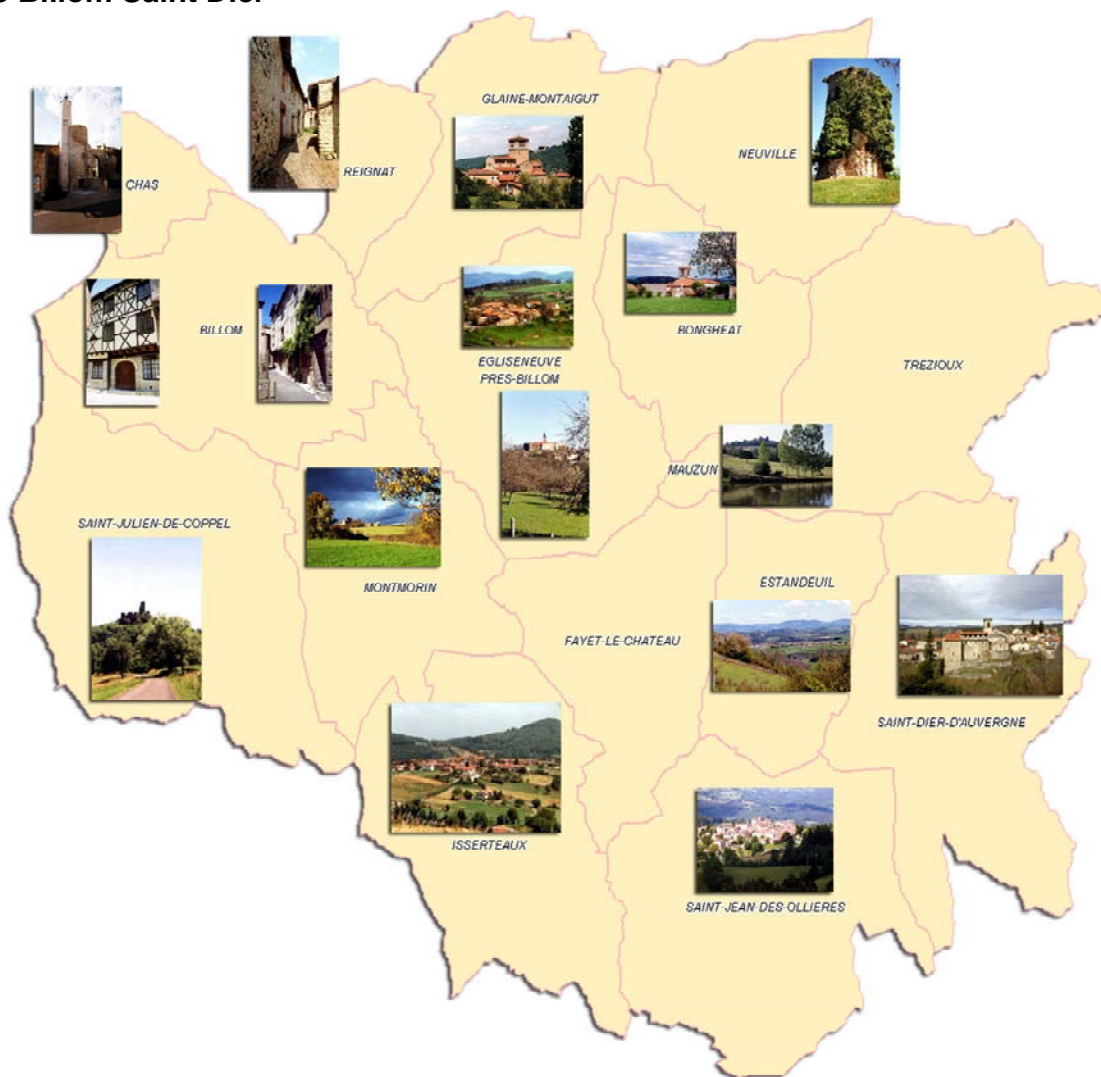 Billom Saint-Dier
GLAINE-MONTAIGUT
NEUVILLE
REIGNAT
CHAS
BILLOM
BONGHEAT
EGLISENEUVE
PRES-BILLOM
TREZIOUX
MAUZUN
SAINT-JULIEN-DE-COPPEL
MONTMORIN
ESTANDEUIL
FAYET-LE-CHATEAU
SAINT-DIER-D'AUVERGNE
ISSERTEAUX
SAINT-JEAN-DES-OLLIERES